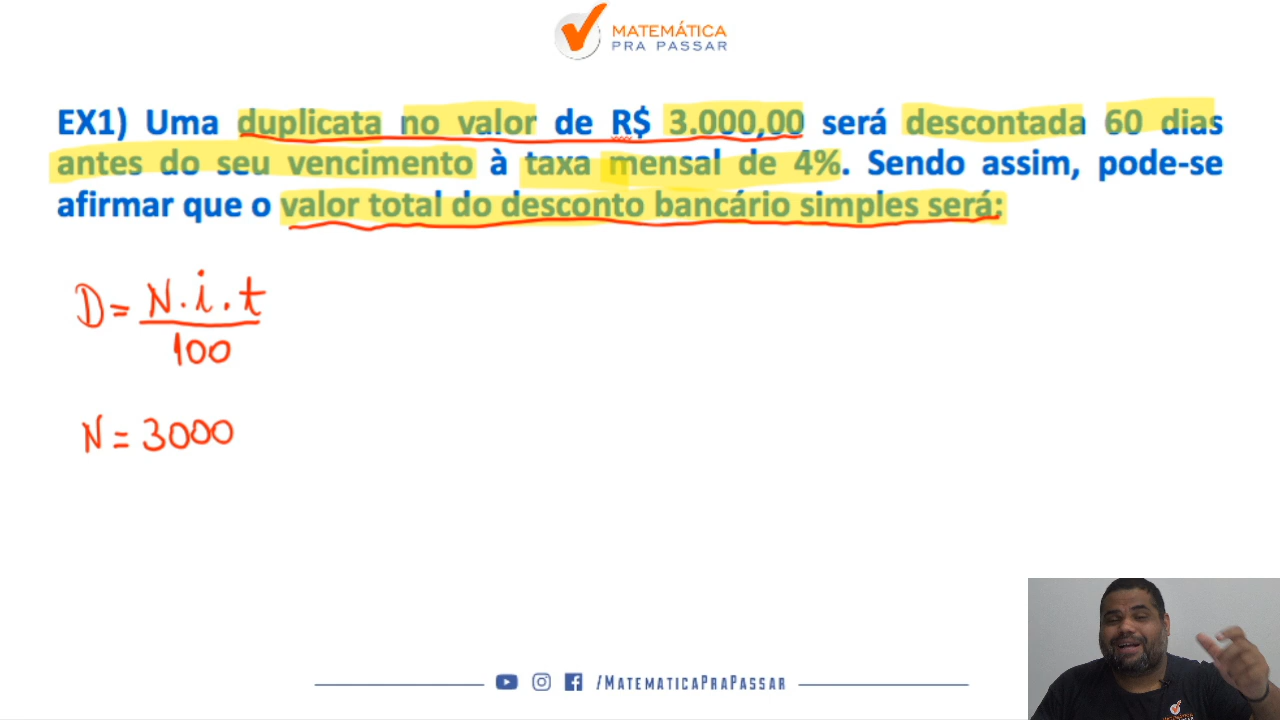 MATEMÁTICA
PRA PASSAR
EX1) Uma duplicata no valor de R$ 3.000,00 será descontada 60 dias
antes do seu vencimento à taxa mensal de 4%. Sendo assim, pode-se
afirmar que o valor total do desconto bancário simples será:
D = N.i.t
100
N = 3000
/MATEMATICAPRAPASSAR